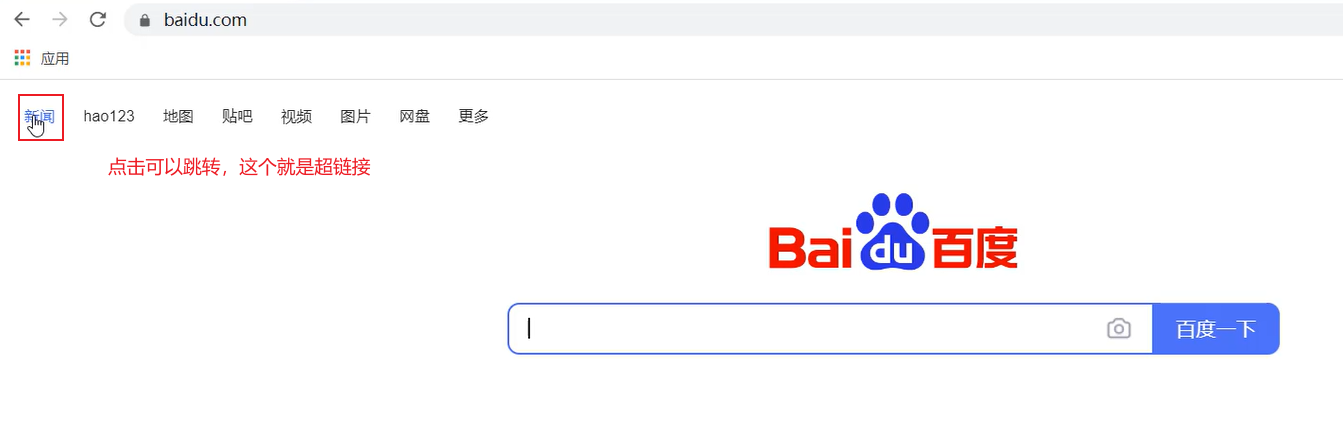 baidu.com
应用
新闻 hao123 地图 贴吧 视频 图片 网盘 更多
点击可以跳转，这个就是超链接
Bai du 百度
百度一下